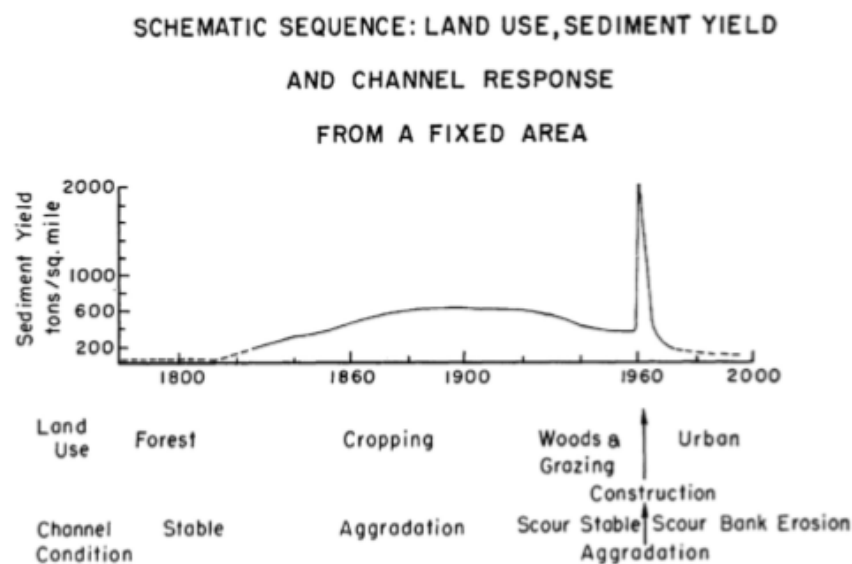 SCHEMATIC SEQUENCE: LAND USE, SEDIMENT YIELD
AND CHANNEL RESPONSE
FROM A FIXED AREA
Sediment Yield
tons/sq. mile
2000
1000
600
200
1800 1860 1900 1960 2000
Land
Use
Forest
Cropping
Woods &
Grazing
Urban
Construction
Channel
Condition
Stable
Aggradation
Scour Stable
Scour Bank Erosion
Aggradation